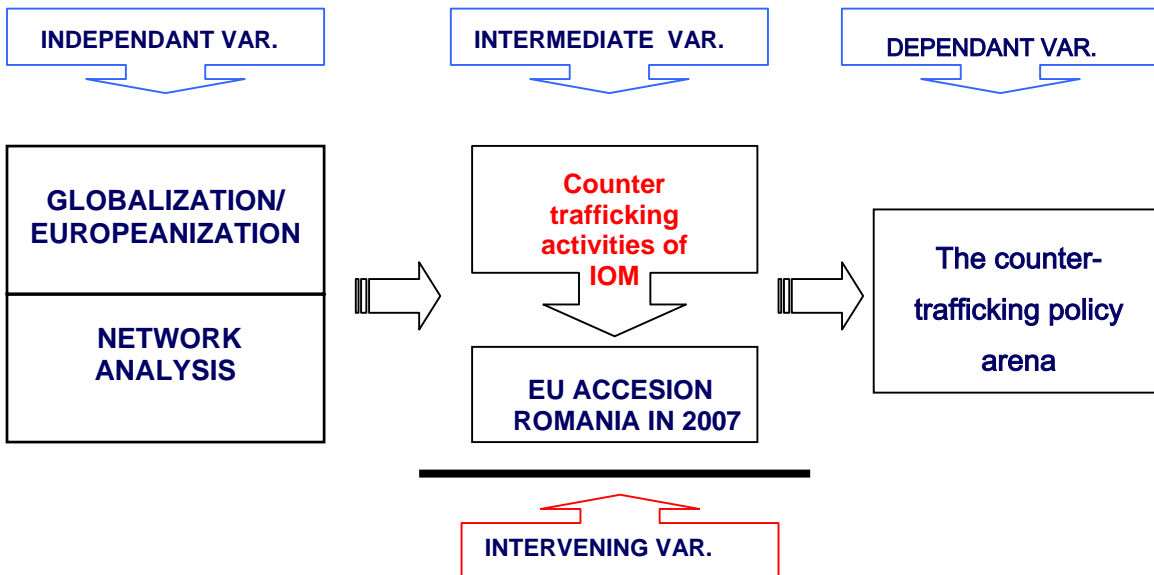 INDEPENDANT VAR.
INTERMEDIATE VAR.
DEPENDANT VAR.
GLOBALIZATION/
EUROPEANIZATION
NETWORK
ANALYSIS
Counter
trafficking
activities of
IOM
EU ACCESION
ROMANIA IN 2007
The counter-
trafficking policy
arena
INTERVENING VAR.